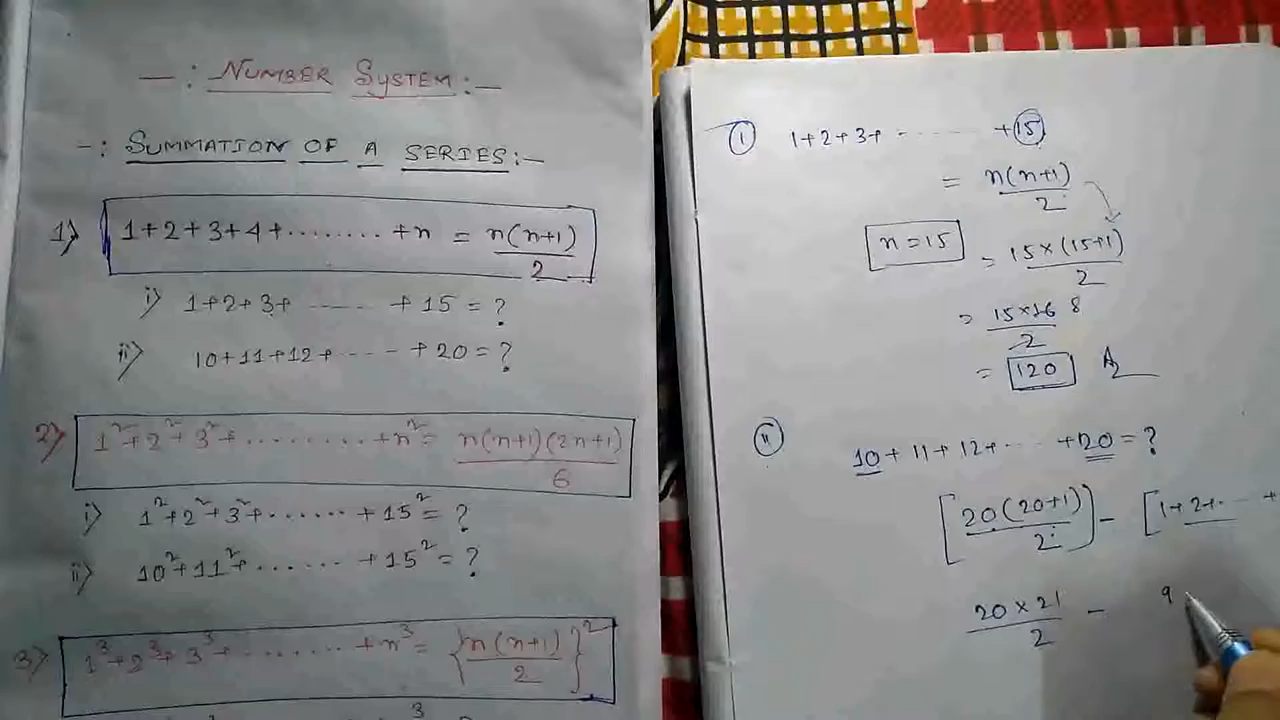 -: NUMBER SYSTEM:-
-: SUMMATION OF A SERIES:-
1) 1+2+3+4+........+n = n(n+1)/2
i) 1+2+3+ ...... +15 = ?
ii) 10+11+12+ ..... +20 = ?
2) 1²+2²+3²+.........+n² = n(n+1)(2n+1)/6
i) 1²+2²+3²+......+15² = ?
ii) 10²+11²+......+15² = ?
3) 1³+2³+3³+........+n³ = {n(n+1)/2}²
(i) 1+2+3+ ...... +15
= n(n+1)/2
n=15
= 15×(15+1)/2
= 15×16 8/2
= 120
(ii) 10+11+12+ ... +20 = ?
[20(20+1)/2] - [1+2+... +
20×21/2 - 9